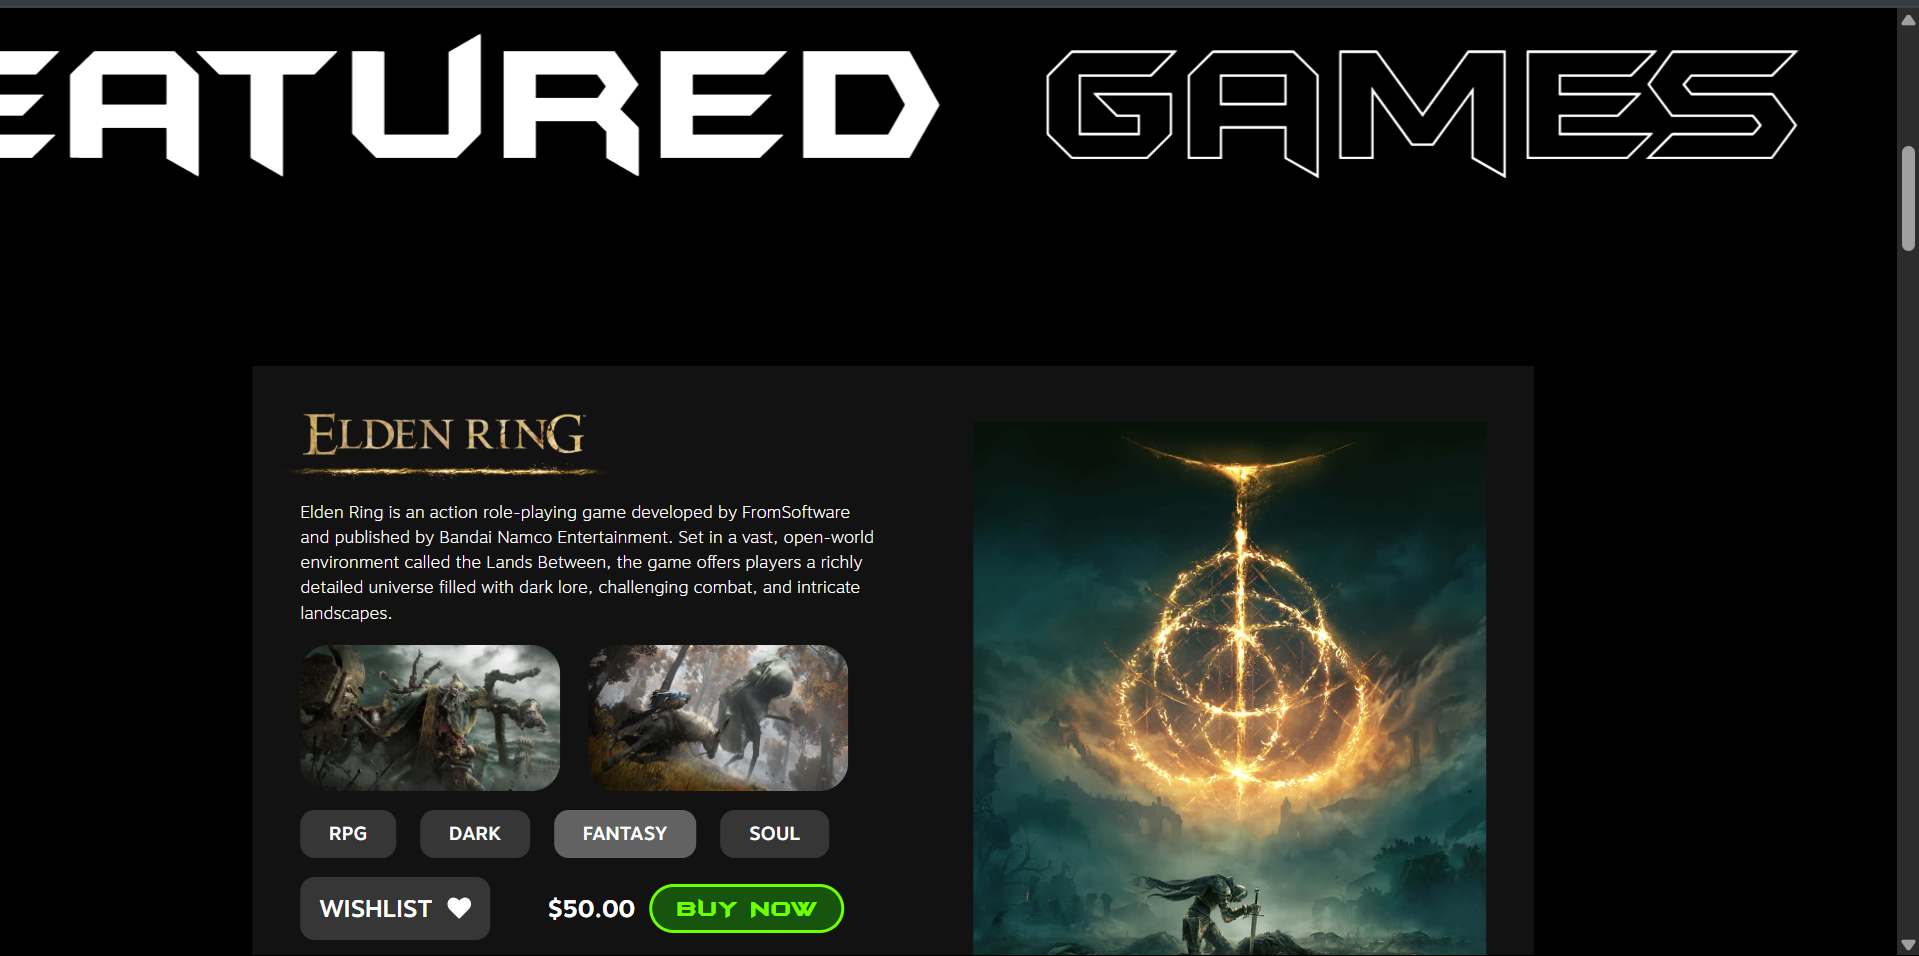 EATURED GAMES
ELDEN RING
Elden Ring is an action role-playing game developed by FromSoftware
and published by Bandai Namco Entertainment. Set in a vast, open-world
environment called the Lands Between, the game offers players a richly
detailed universe filled with dark lore, challenging combat, and intricate
landscapes.
RPG DARK FANTASY SOUL
WISHLIST $50.00 BUY NOW